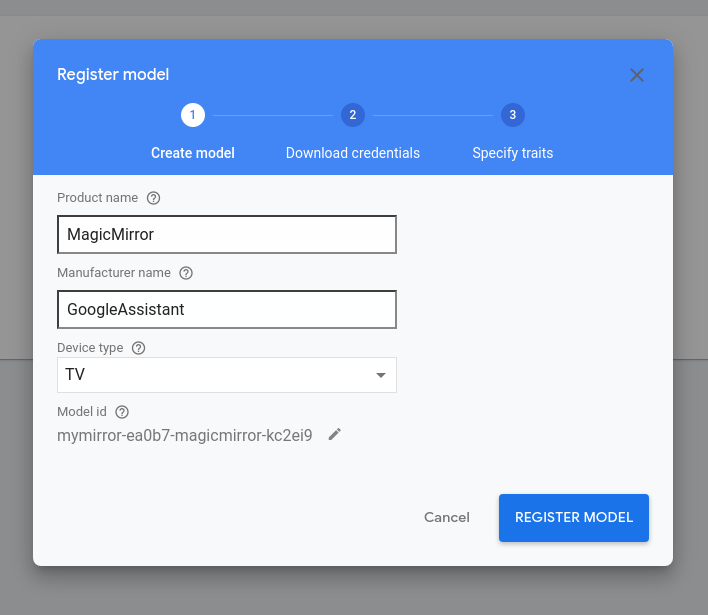 Register model
1 2 3
Create model Download credentials Specify traits
Product name
MagicMirror
Manufacturer name
GoogleAssistant
Device type
TV
Model id
mymirror-ea0b7-magicmirror-kc2ei9
Cancel REGISTER MODEL